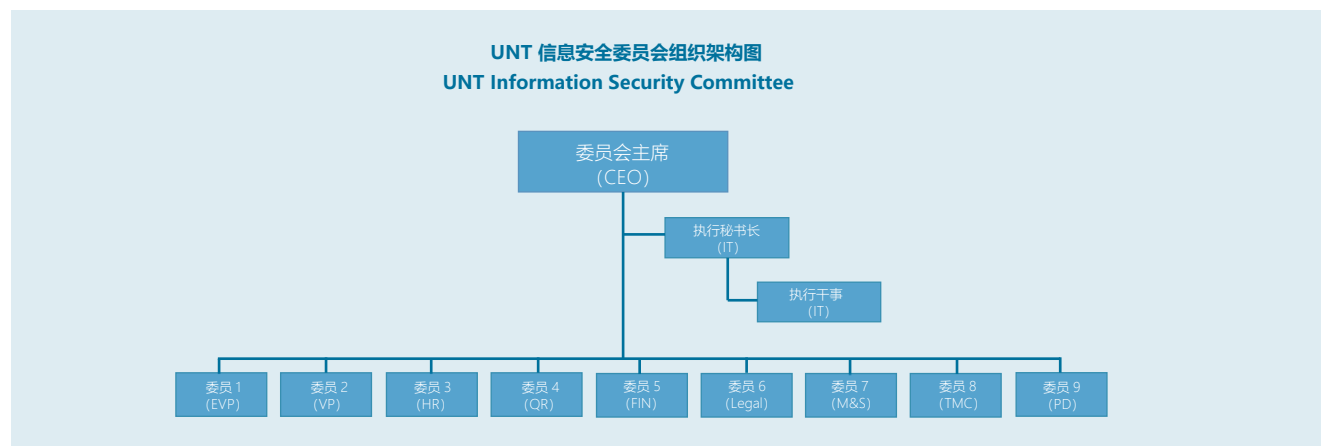 UNT 信息安全委员会组织架构图
UNT Information Security Committee
委员会主席
(CEO)
执行秘书长
(IT)
执行干事
(IT)
委员 1
(EVP)
委员 2
(VP)
委员 3
(HR)
委员 4
(QR)
委员 5
(FIN)
委员 6
(Legal)
委员 7
(M&S)
委员 8
(TMC)
委员 9
(PD)